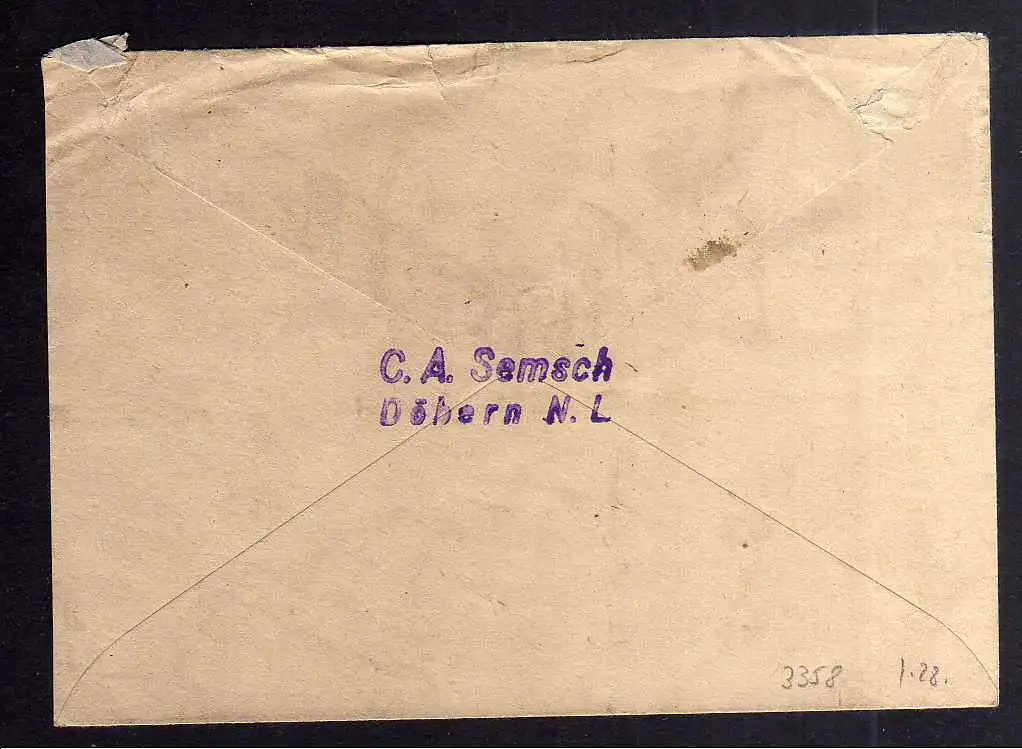 C. A. Semsch
Döbern N. L
3358 1.28.